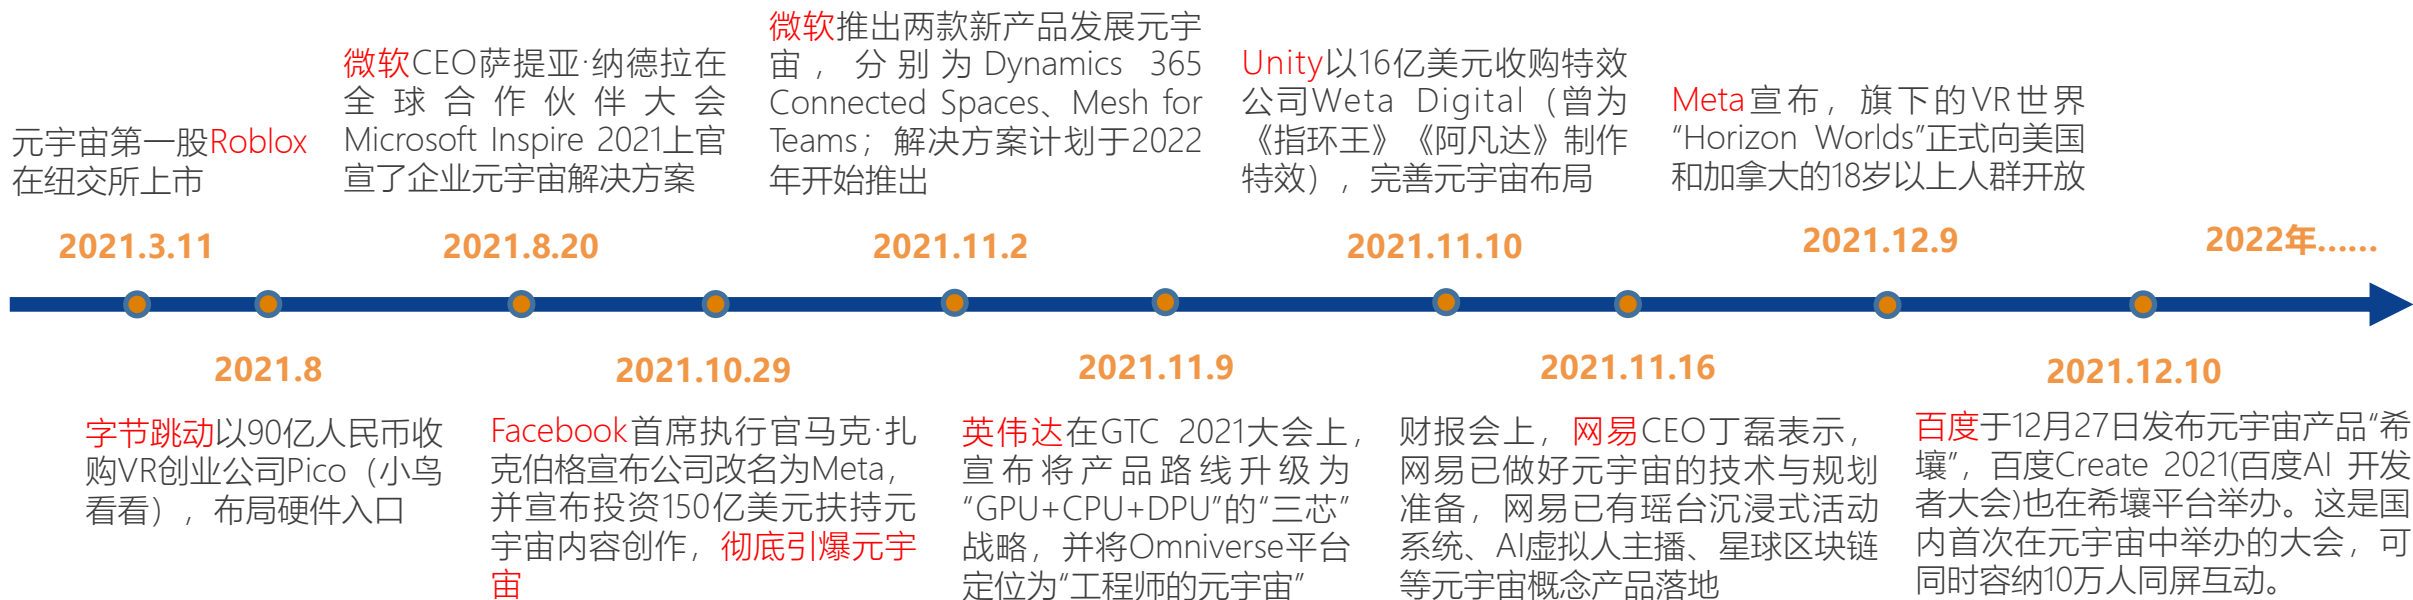 元宇宙第一股Roblox
在纽交所上市
2021.3.11
微软CEO萨提亚·纳德拉在
全球合作伙伴大会
Microsoft Inspire 2021上官
宣了企业元宇宙解决方案
2021.8.20
微软推出两款新产品发展元宇
宙，分别为Dynamics 365
Connected Spaces、Mesh for
Teams；解决方案计划于2022
年开始推出
2021.11.2
Unity以16亿美元收购特效
公司Weta Digital（曾为
《指环王》《阿凡达》制作
特效），完善元宇宙布局
2021.11.10
Meta宣布，旗下的VR世界
“Horizon Worlds”正式向美国
和加拿大的18岁以上人群开放
2021.12.9
2022年......
2021.8
字节跳动以90亿人民币收
购VR创业公司Pico（小鸟
看看），布局硬件入口
2021.10.29
Facebook首席执行官马克·扎
克伯格宣布公司改名为Meta，
并宣布投资150亿美元扶持元
宇宙内容创作，彻底引爆元宇
宙
2021.11.9
英伟达在GTC 2021大会上，
宣布将产品路线升级为
“GPU+CPU+DPU”的“三芯”
战略，并将Omniverse平台
定位为“工程师的元宇宙”
2021.11.16
财报会上，网易CEO丁磊表示，
网易已做好元宇宙的技术与规划
准备，网易已有瑶台沉浸式活动
系统、AI虚拟人主播、星球区块链
等元宇宙概念产品落地
2021.12.10
百度于12月27日发布元宇宙产品“希
壤”，百度Create 2021(百度AI 开发
者大会)也在希壤平台举办。这是国
内首次在元宇宙中举办的大会，可
同时容纳10万人同屏互动。